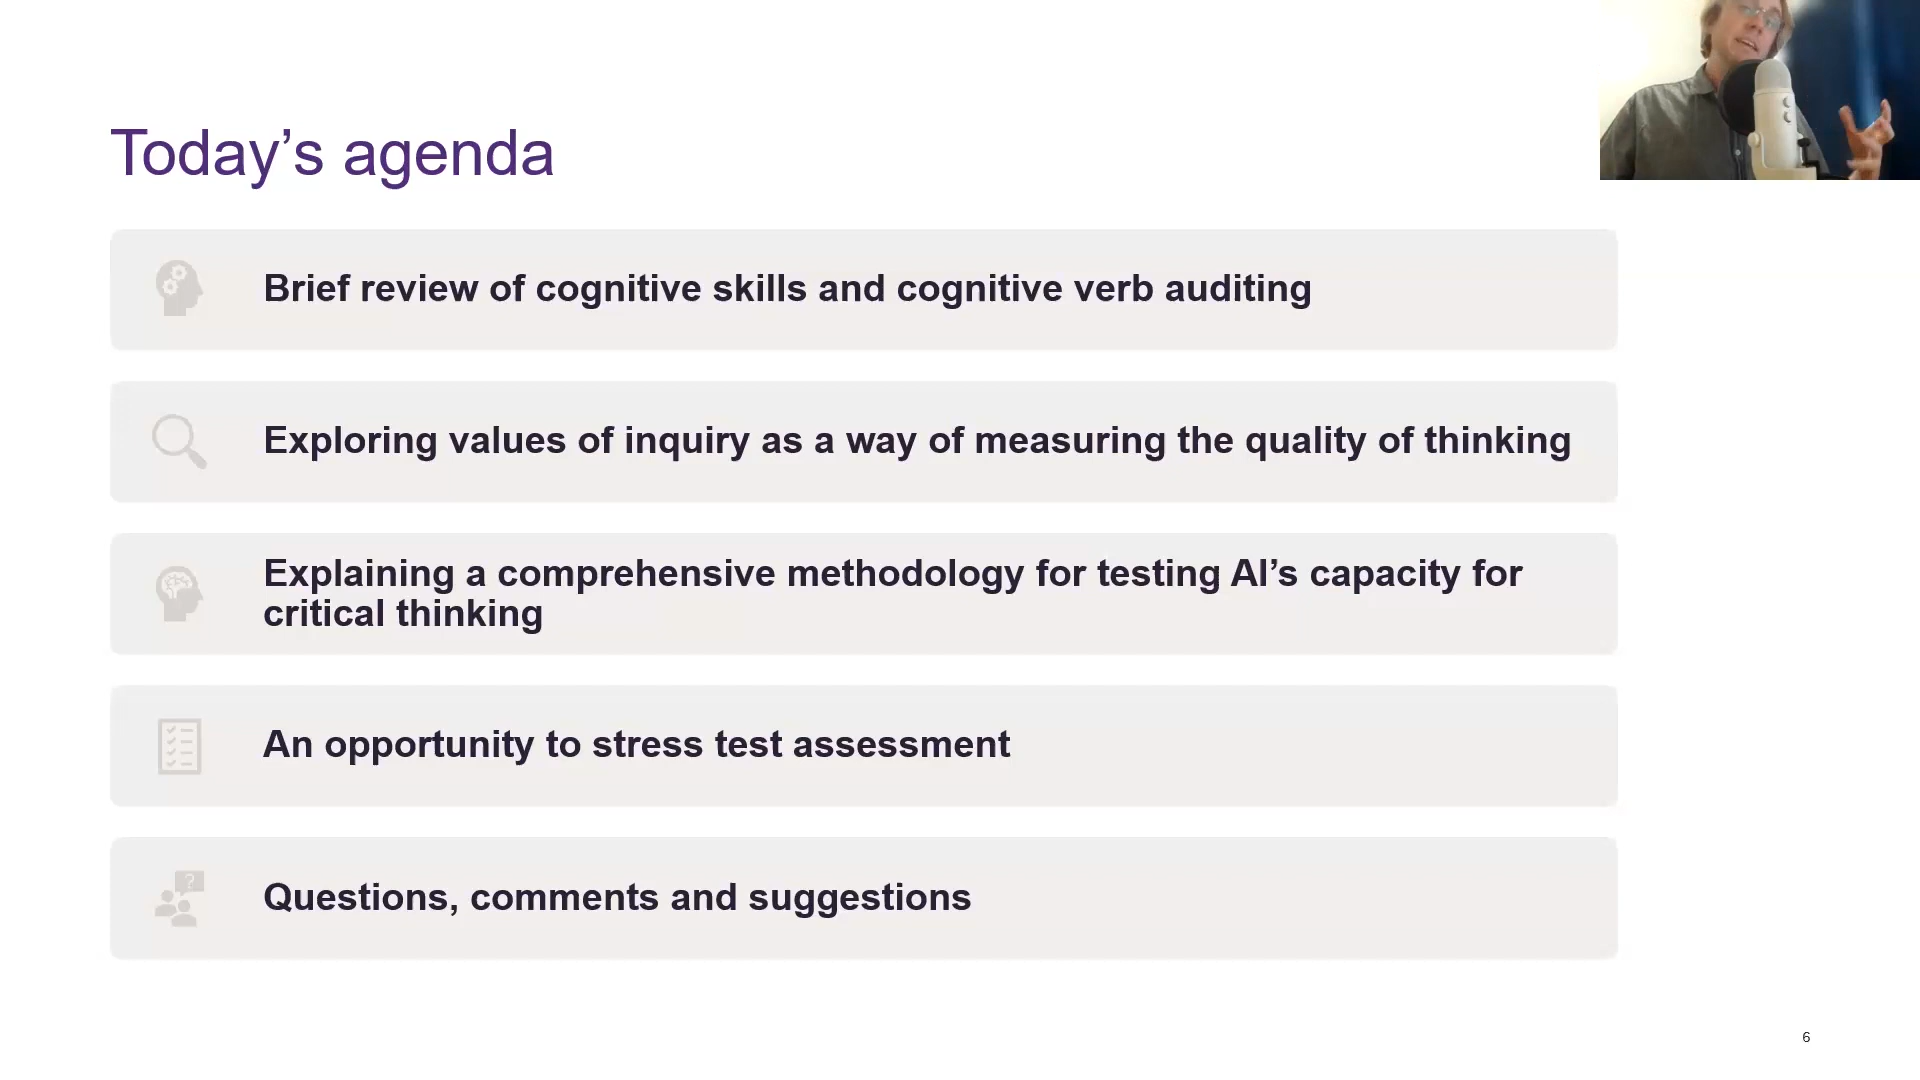 Today’s agenda
Brief review of cognitive skills and cognitive verb auditing
Exploring values of inquiry as a way of measuring the quality of thinking
Explaining a comprehensive methodology for testing AI’s capacity for
critical thinking
An opportunity to stress test assessment
?
Questions, comments and suggestions
6